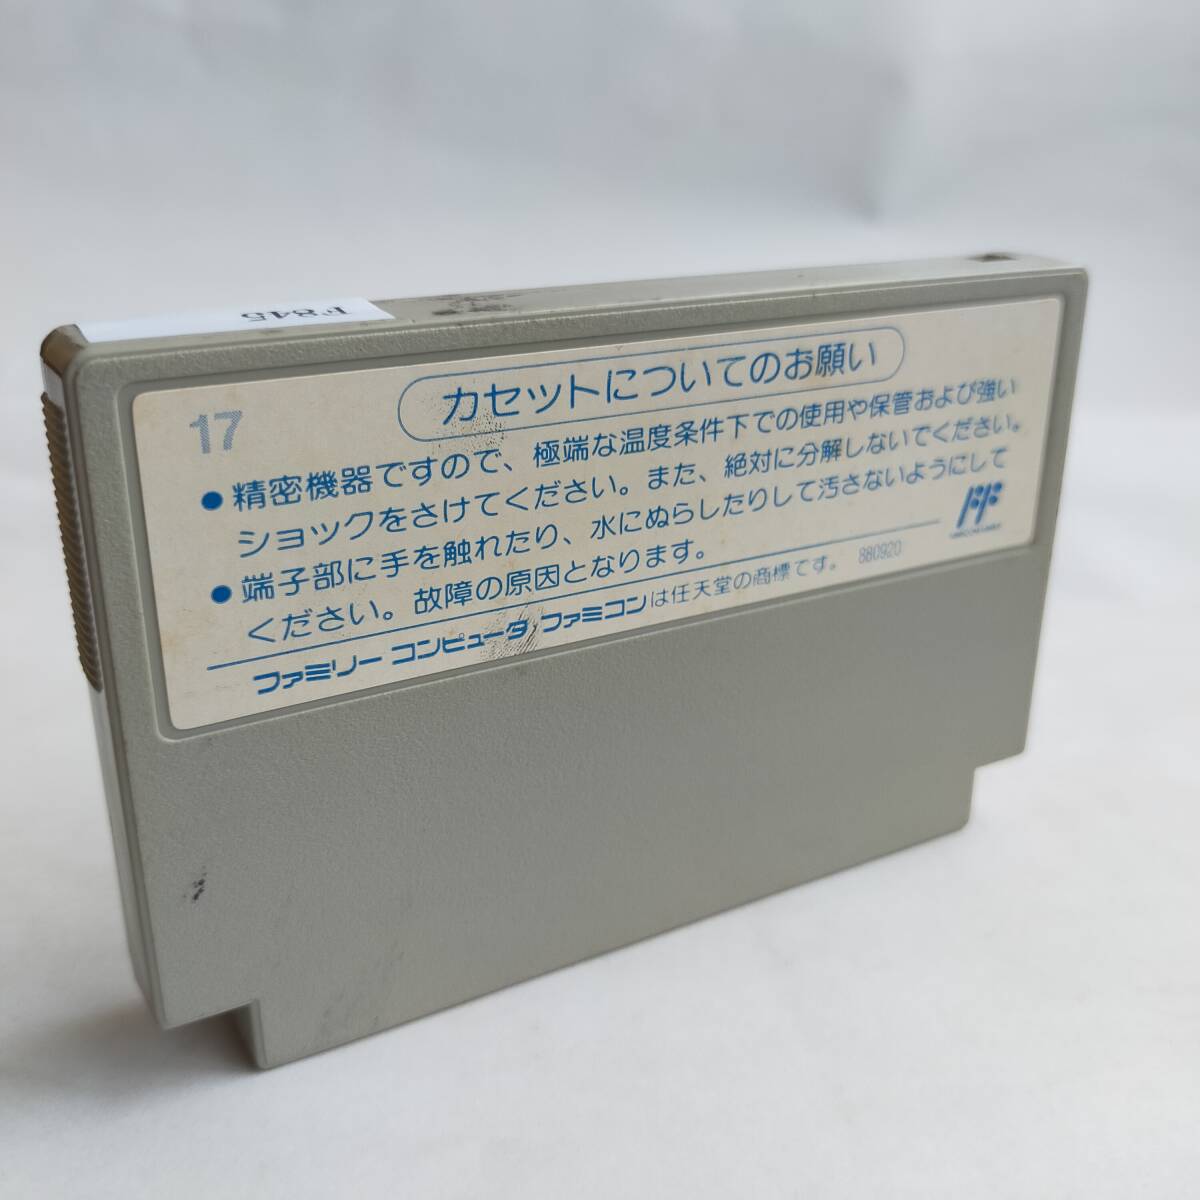 F845
カセットについてのお願い
17
●精密機器ですので、極端な温度条件下での使用や保管および強い
ショックをさけてください。また、絶対に分解しないでください。
●端子部に手を触れたり、水にぬらしたりして汚さないようにして
ください。故障の原因となります。
ファミリーコンピュータ,ファミコンは任天堂の商標です。 880920